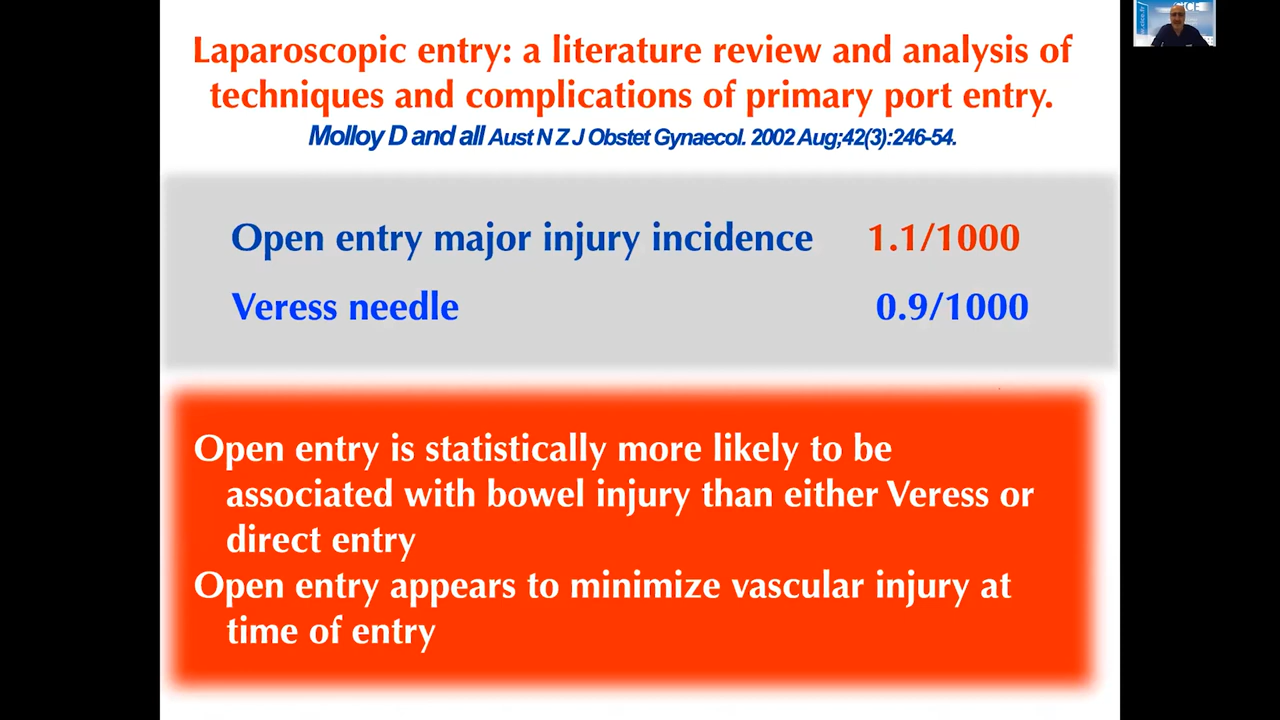 Laparoscopic entry: a literature review and analysis of
techniques and complications of primary port entry.
Molloy D and all Aust N Z J Obstet Gynaecol. 2002 Aug;42(3):246-54.
Open entry major injury incidence 1.1/1000
Veress needle 0.9/1000
Open entry is statistically more likely to be
associated with bowel injury than either Veress or
direct entry
Open entry appears to minimize vascular injury at
time of entry